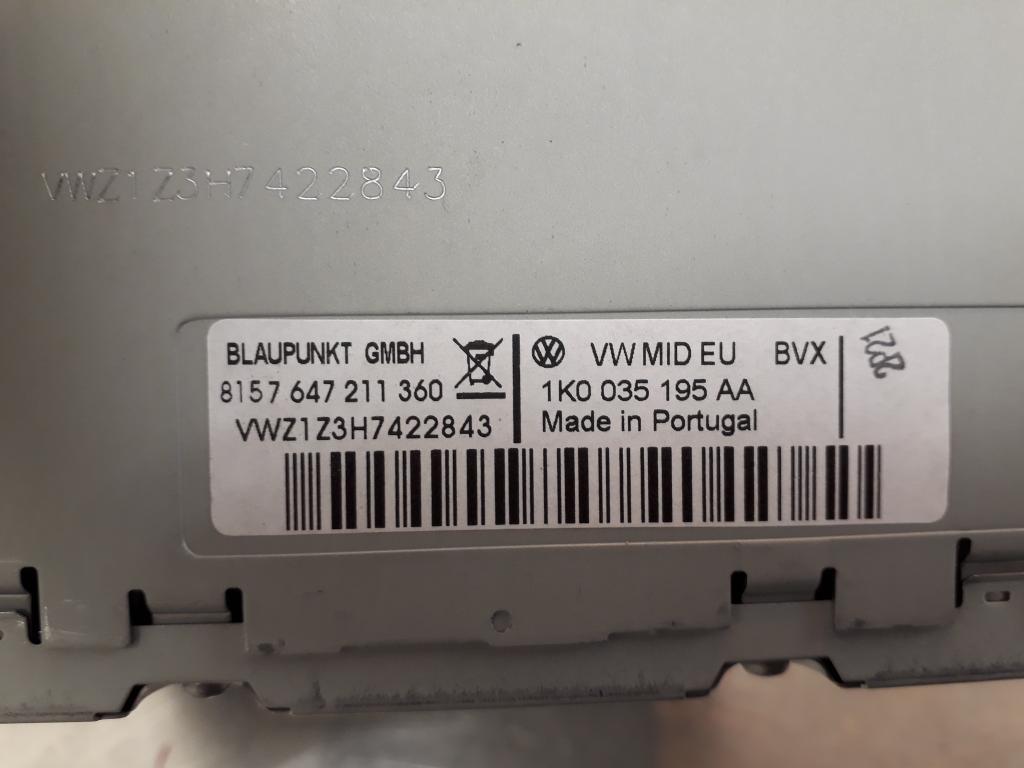 VWZ1Z3H7422843
BLAUPUNKT GMBH
8157 647 211 360
VWZ1Z3H7422843
VW MID EU BVX
1K0 035 195 AA
Made in Portugal